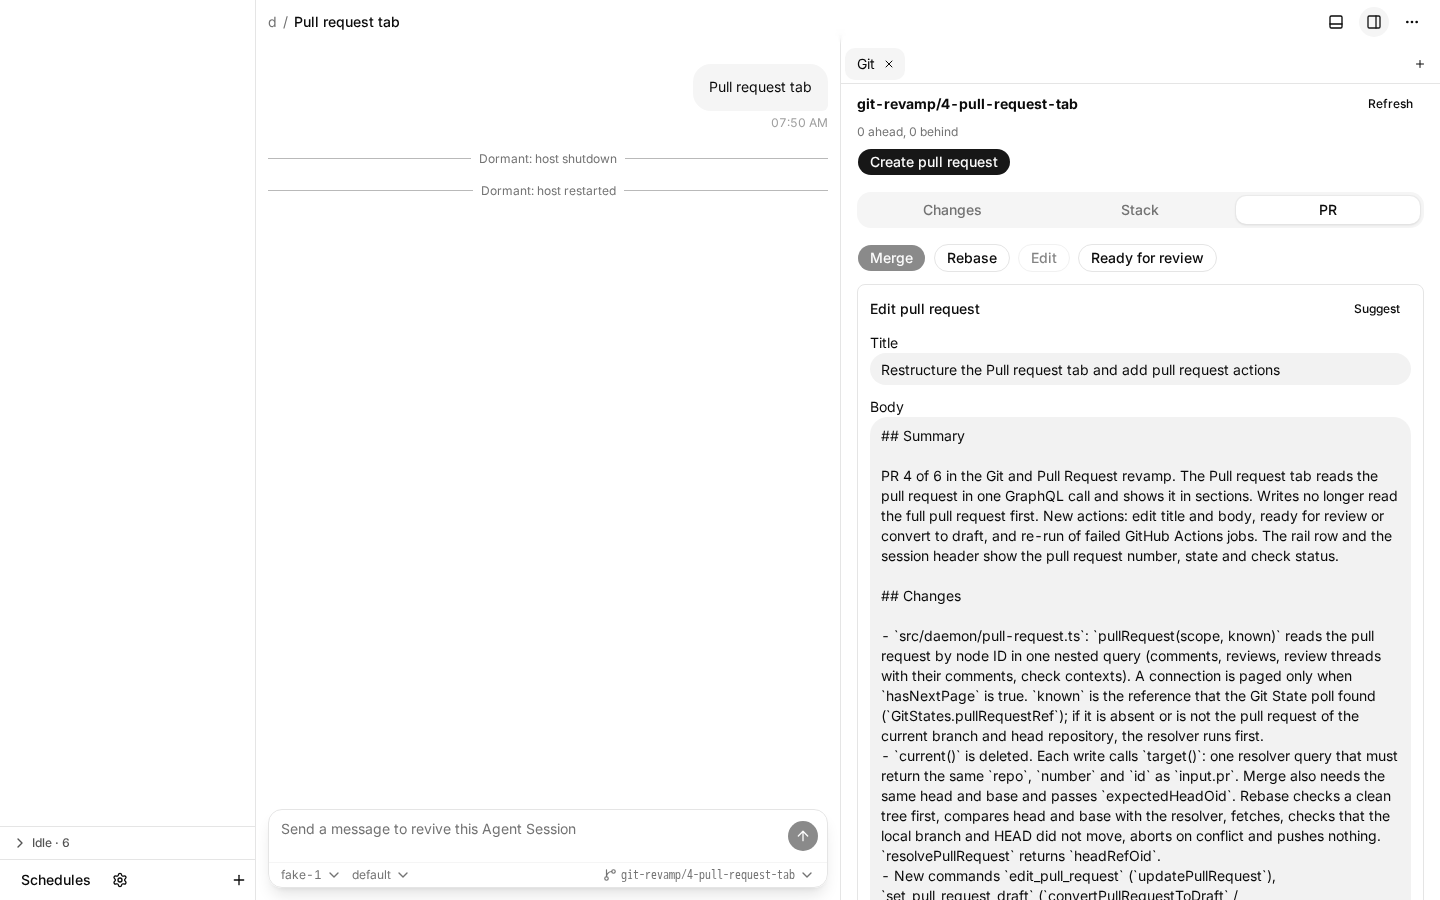 d / Pull request tab
Pull request tab
07:50 AM
Dormant: host shutdown
Dormant: host restarted
Send a message to revive this Agent Session
fake-1
default
git-revamp/4-pull-request-tab
Idle · 6
Schedules
Git
git-revamp/4-pull-request-tab
Refresh
0 ahead, 0 behind
Create pull request
Changes
Stack
PR
Merge
Rebase
Edit
Ready for review
Edit pull request
Suggest
Title
Restructure the Pull request tab and add pull request actions
Body
## Summary
PR 4 of 6 in the Git and Pull Request revamp. The Pull request tab reads the
pull request in one GraphQL call and shows it in sections. Writes no longer read
the full pull request first. New actions: edit title and body, ready for review or
convert to draft, and re-run of failed GitHub Actions jobs. The rail row and the
session header show the pull request number, state and check status.
## Changes
- `src/daemon/pull-request.ts`: `pullRequest(scope, known)` reads the pull
request by node ID in one nested query (comments, reviews, review threads
with their comments, check contexts). A connection is paged only when
`hasNextPage` is true. `known` is the reference that the Git State poll found
(`GitStates.pullRequestRef`); if it is absent or is not the pull request of the
current branch and head repository, the resolver runs first.
- `current()` is deleted. Each write calls `target()`: one resolver query that must
return the same `repo`, `number` and `id` as `input.pr`. Merge also needs the
same head and base and passes `expectedHeadOid`. Rebase checks a clean
tree first, compares head and base with the resolver, fetches, checks that the
local branch and HEAD did not move, aborts on conflict and pushes nothing.
`resolvePullRequest` returns `headRefOid`.
- New commands `edit_pull_request` (`updatePullRequest`),
`set_pull_request_draft` (`convertPullRequestToDraft` /